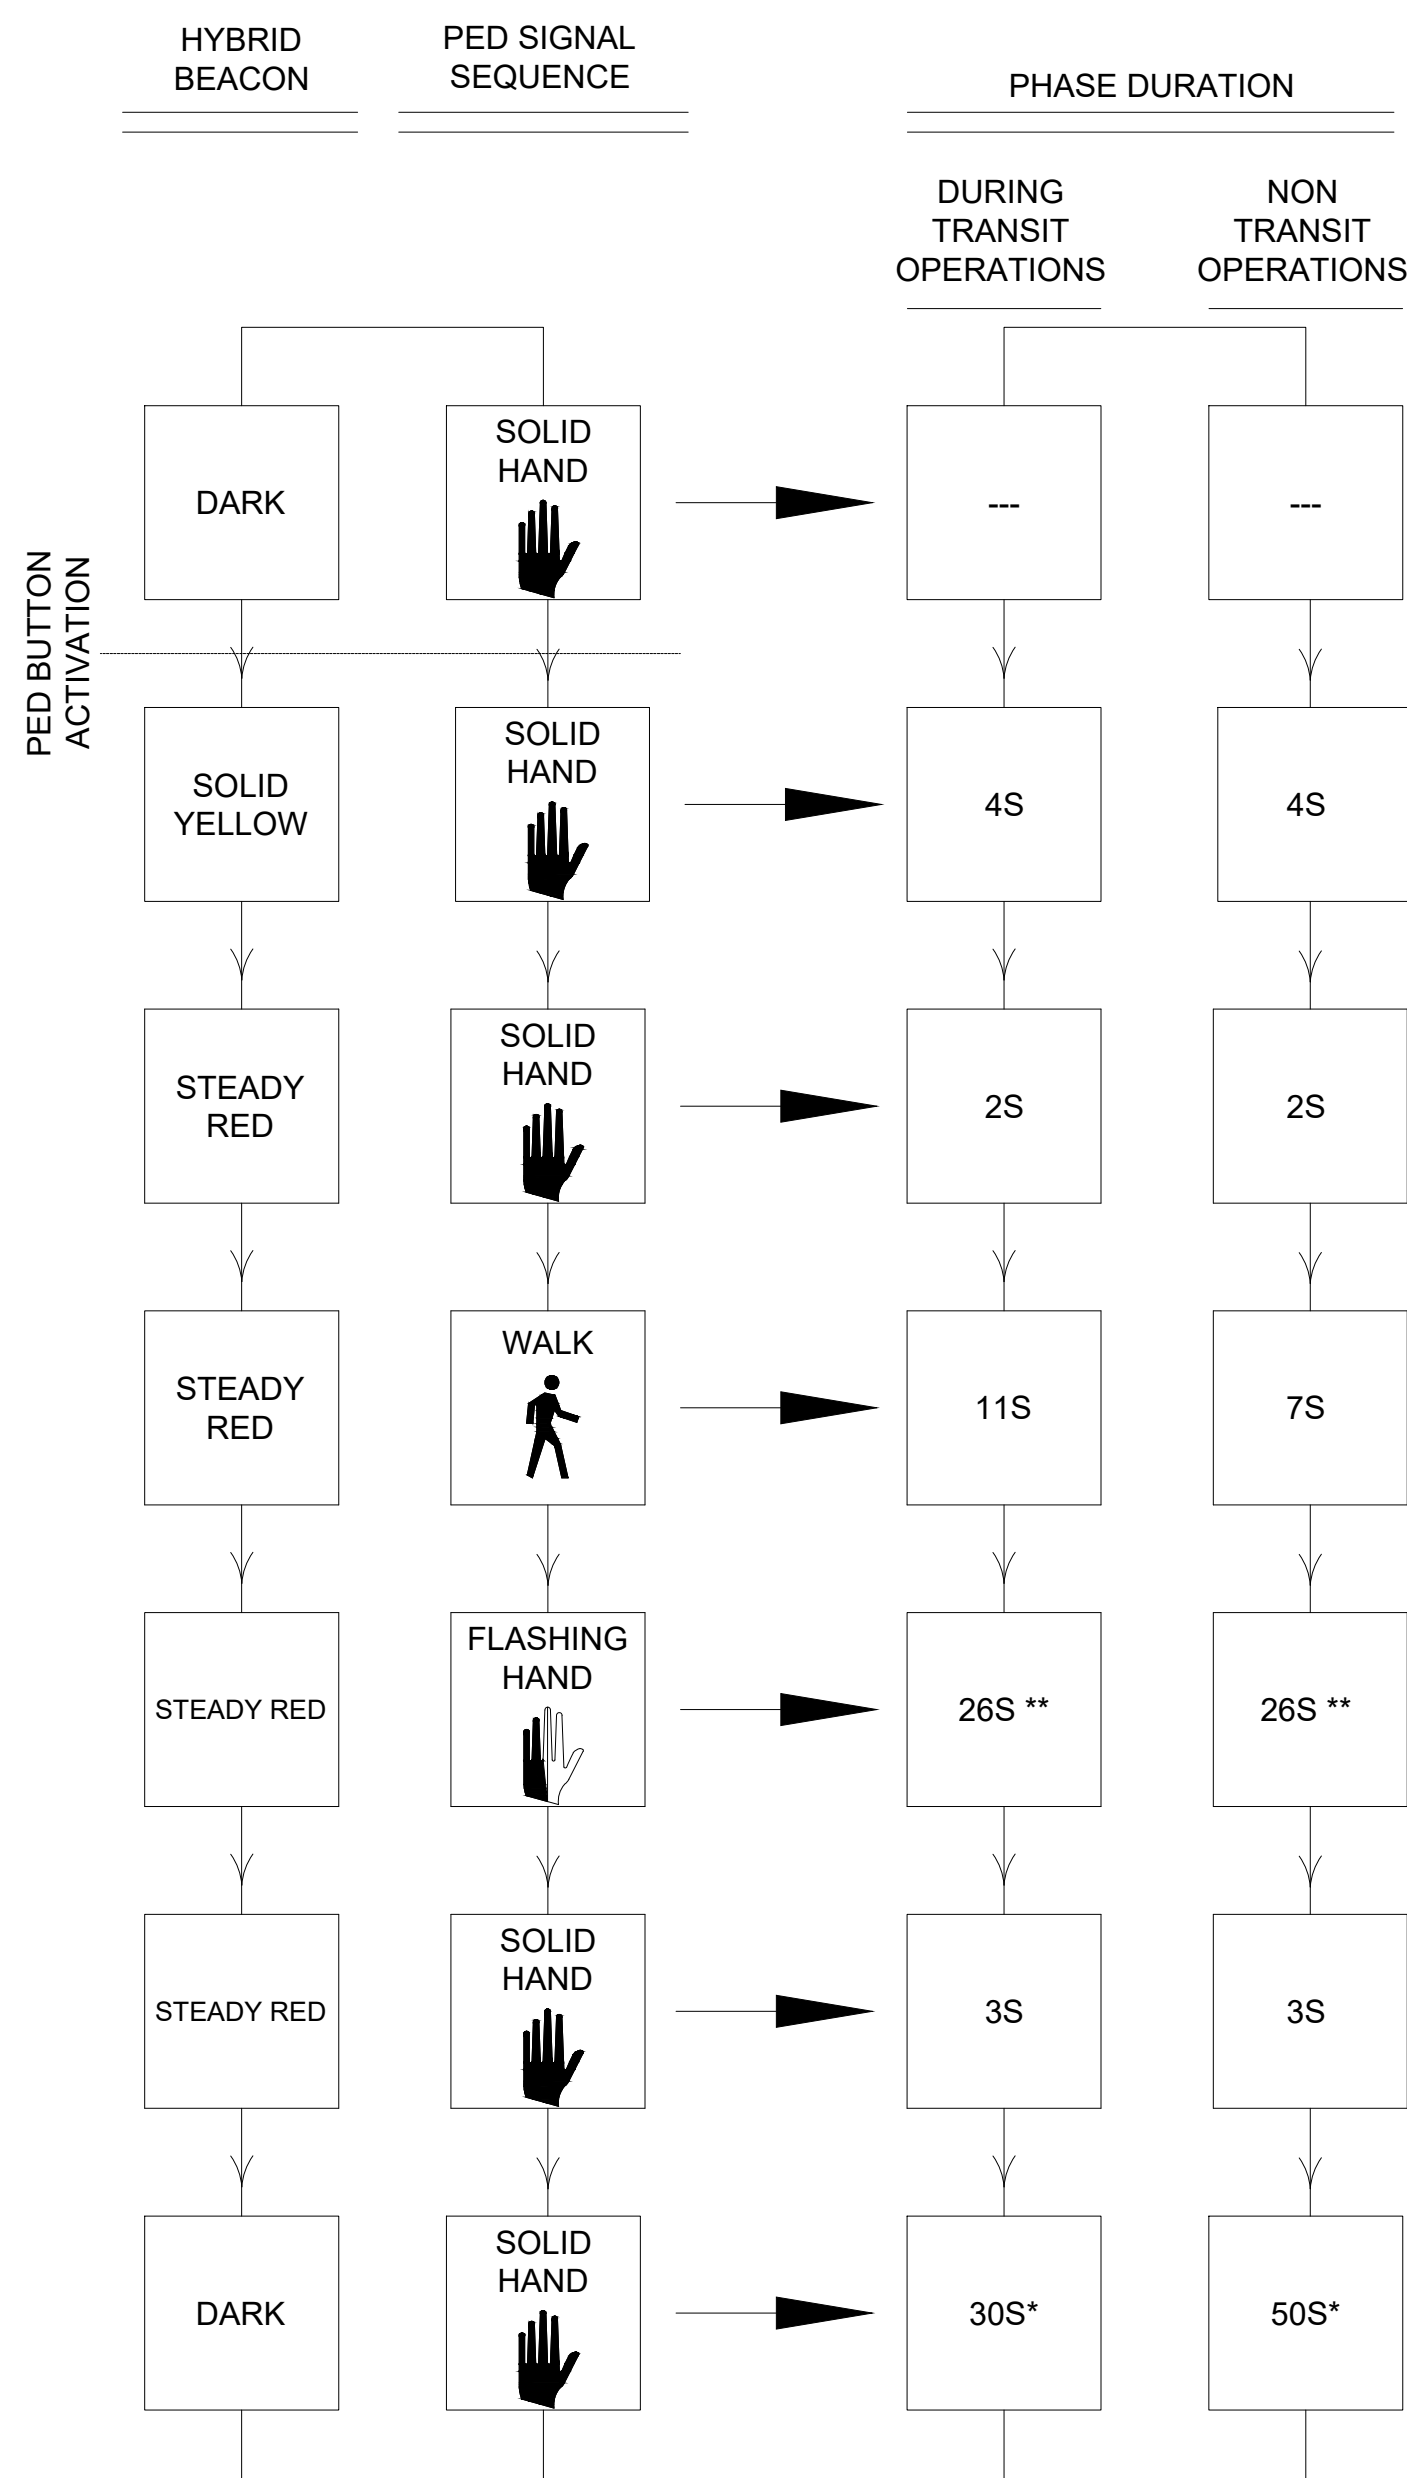 HYBRID
BEACON
PED SIGNAL
SEQUENCE
PHASE DURATION
DURING
TRANSIT
OPERATIONS
NON
TRANSIT
OPERATIONS
DARK
SOLID
HAND
---
---
PED BUTTON
ACTIVATION
SOLID
YELLOW
SOLID
HAND
4S
4S
STEADY
RED
SOLID
HAND
2S
2S
STEADY
RED
WALK
11S
7S
STEADY RED
FLASHING
HAND
26S **
26S **
STEADY RED
SOLID
HAND
3S
3S
DARK
SOLID
HAND
30S*
50S*